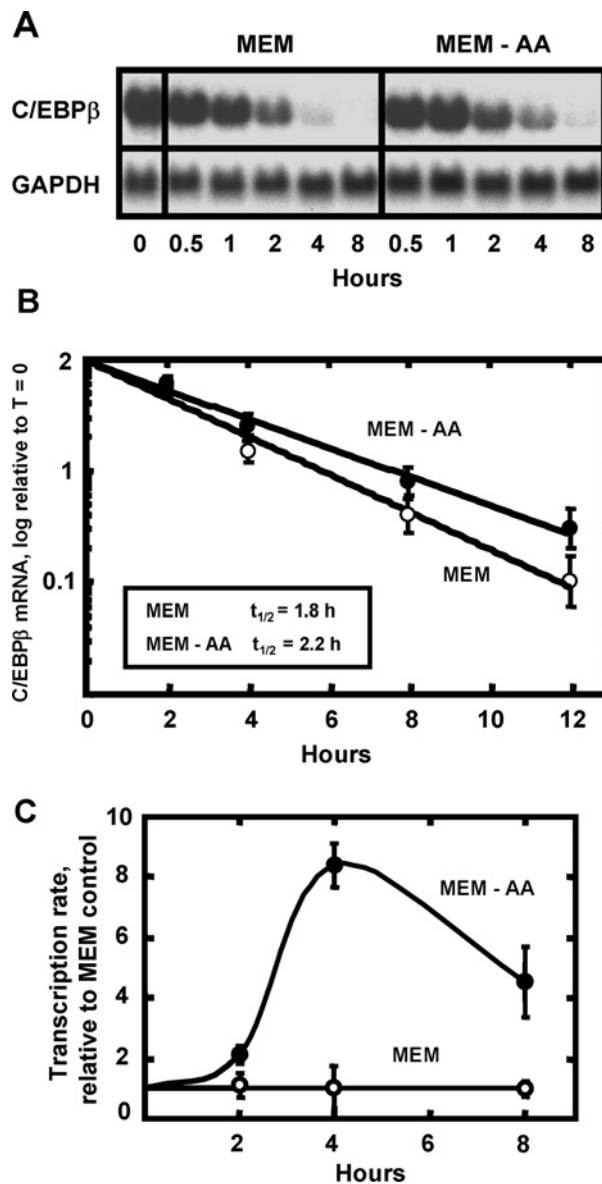 A
MEM MEM - AA
C/EBPβ
GAPDH
0 0.5 1 2 4 8 0.5 1 2 4 8
Hours
B
C/EBPβ mRNA, log relative to T = 0
2
1
0.1
MEM - AA
MEM
MEM t1/2 = 1.8 h
MEM - AA t1/2 = 2.2 h
0 2 4 6 8 10 12
Hours
C
Transcription rate,
relative to MEM control
10
8
6
4
2
0
MEM - AA
MEM
2 4 6 8
Hours